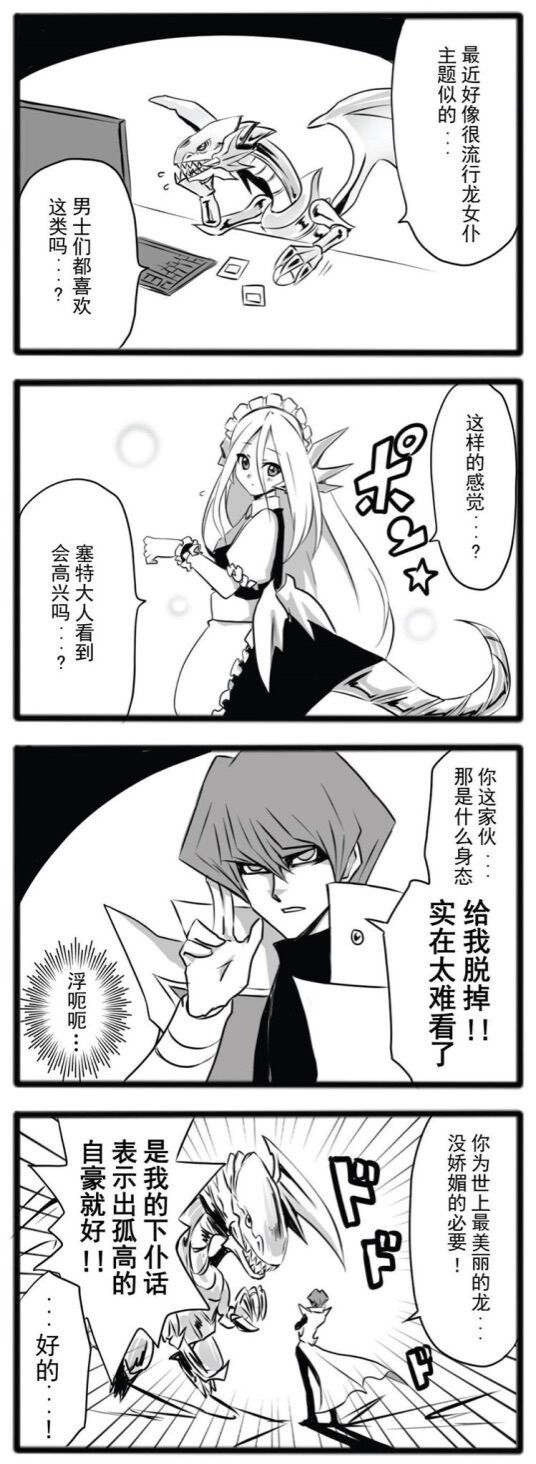 最近好像很流行龙女仆
主题似的...
男士们都喜欢
这类吗...?
这样的感觉...?
ポン☆
塞特大人看到
会高兴吗...?
你这家伙...
那是什么身态
给我脱掉!!
实在太难看了
浮呃呃...
你为世上最美丽的龙...
没娇媚的必要!
ドドド
是我的下仆话
表示出孤高的
自豪就好!!
...好的...!